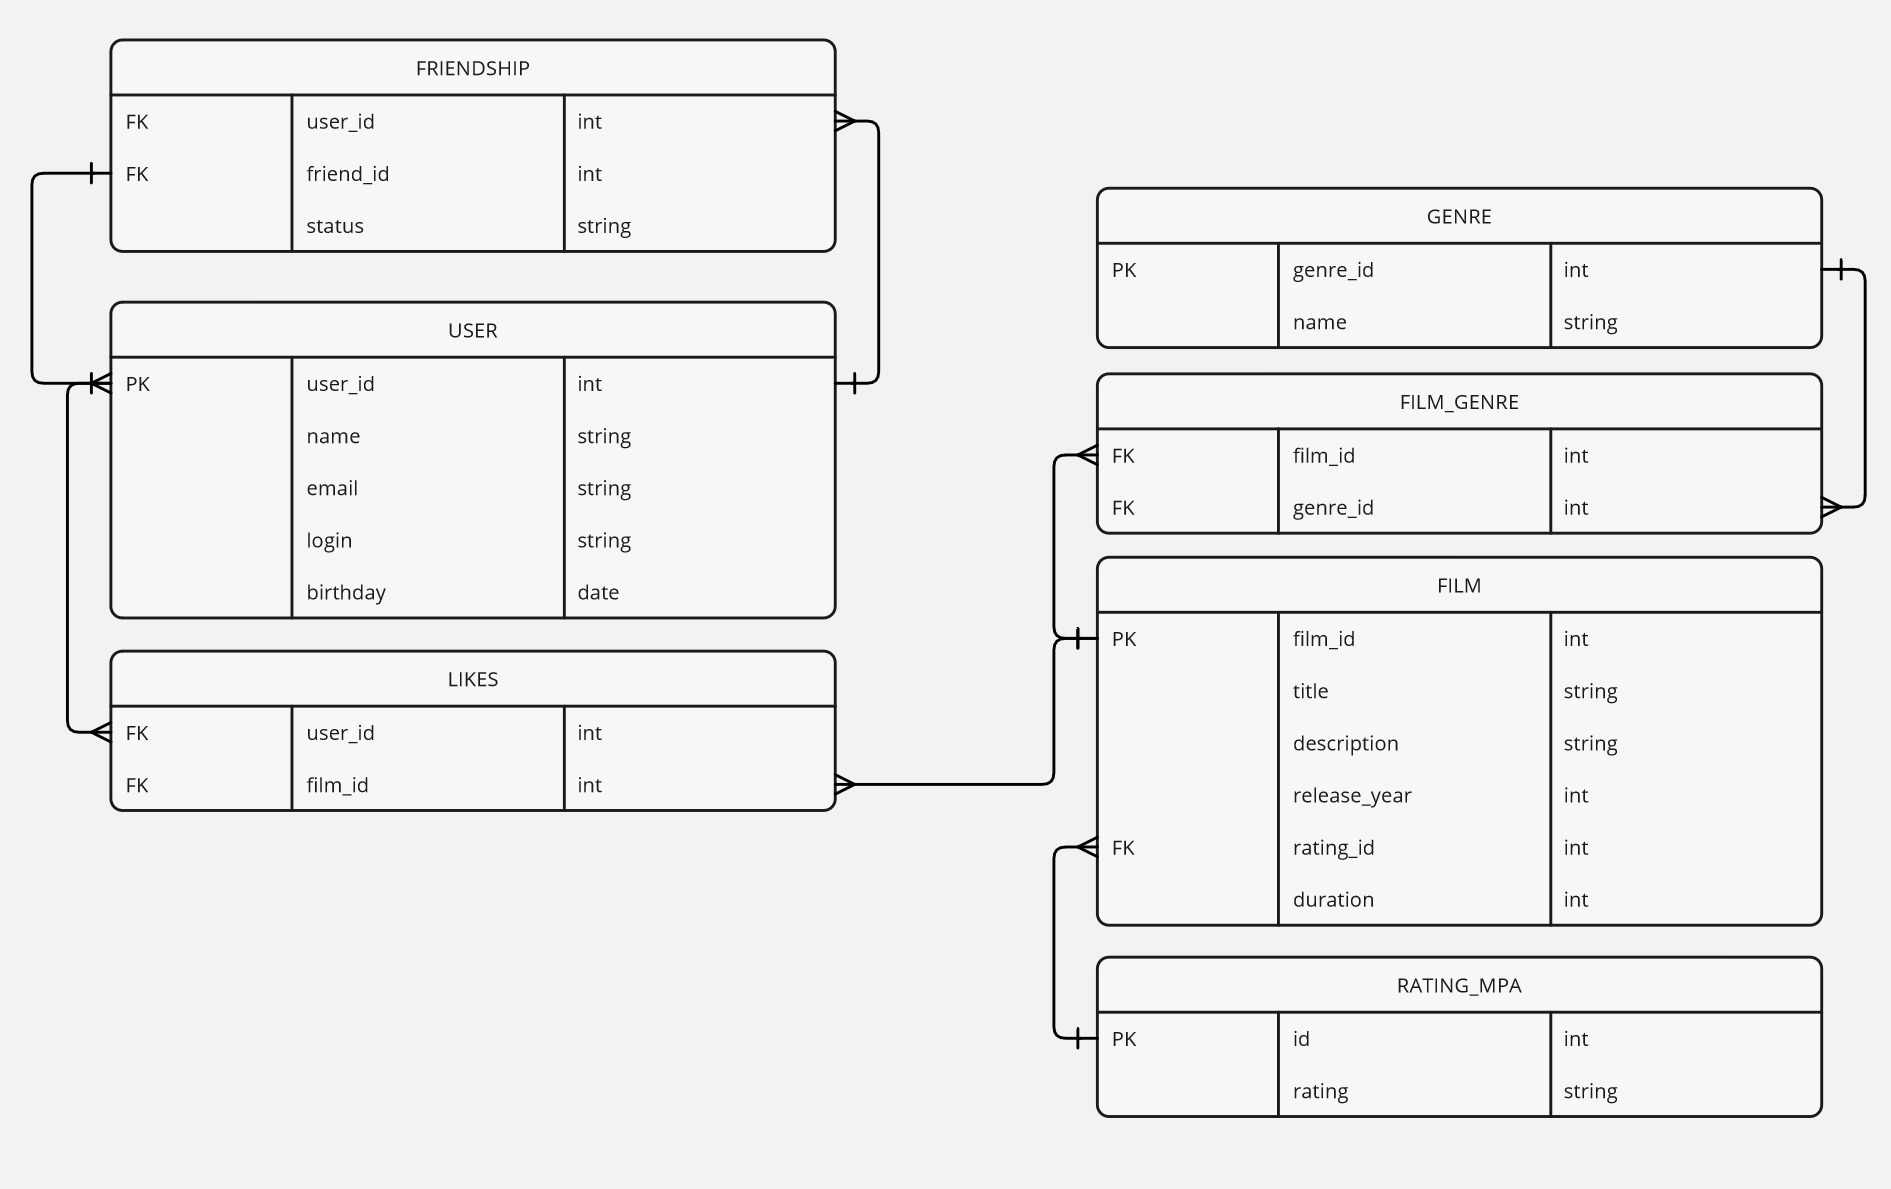 FRIENDSHIP
FK user_id int
FK friend_id int
status string
USER
PK user_id int
name string
email string
login string
birthday date
LIKES
FK user_id int
FK film_id int
GENRE
PK genre_id int
name string
FILM_GENRE
FK film_id int
FK genre_id int
FILM
PK film_id int
title string
description string
release_year int
FK rating_id int
duration int
RATING_MPA
PK id int
rating string